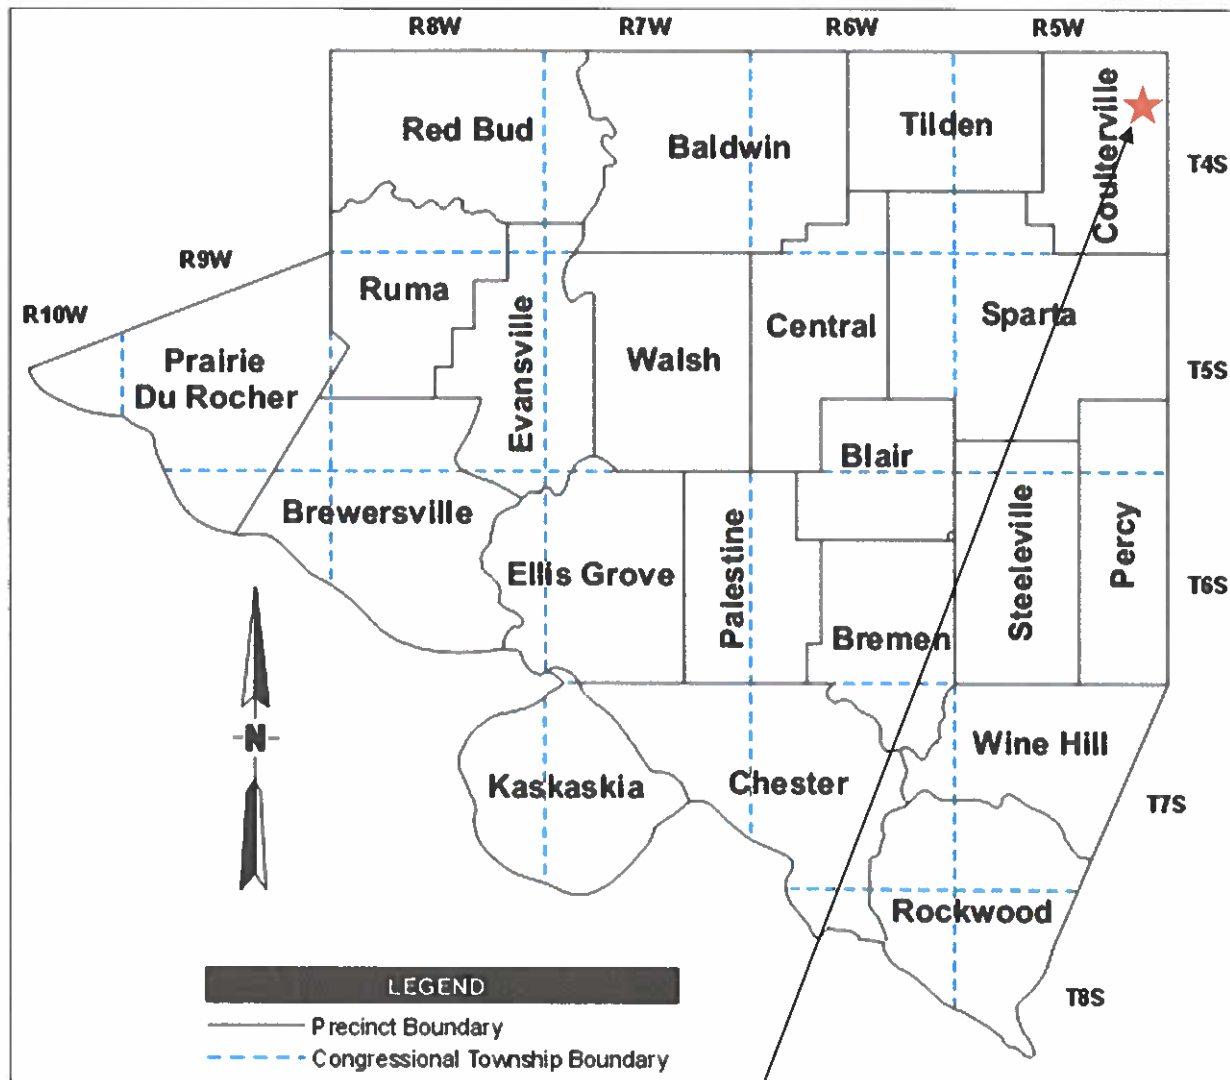 R8W
R7W
R6W
R5W
Red Bud
Baldwin
Tilden
Coulterville
T4S
R9W
R10W
Ruma
Evansville
Walsh
Central
Sparta
Prairie
Du Rocher
T5S
Blair
Brewersville
Ellis Grove
Palestine
Bremen
Steeleville
Percy
T6S
N
Kaskaskia
Chester
Wine Hill
T7S
Rockwood
T8S
LEGEND
Precinct Boundary
Congressional Township Boundary